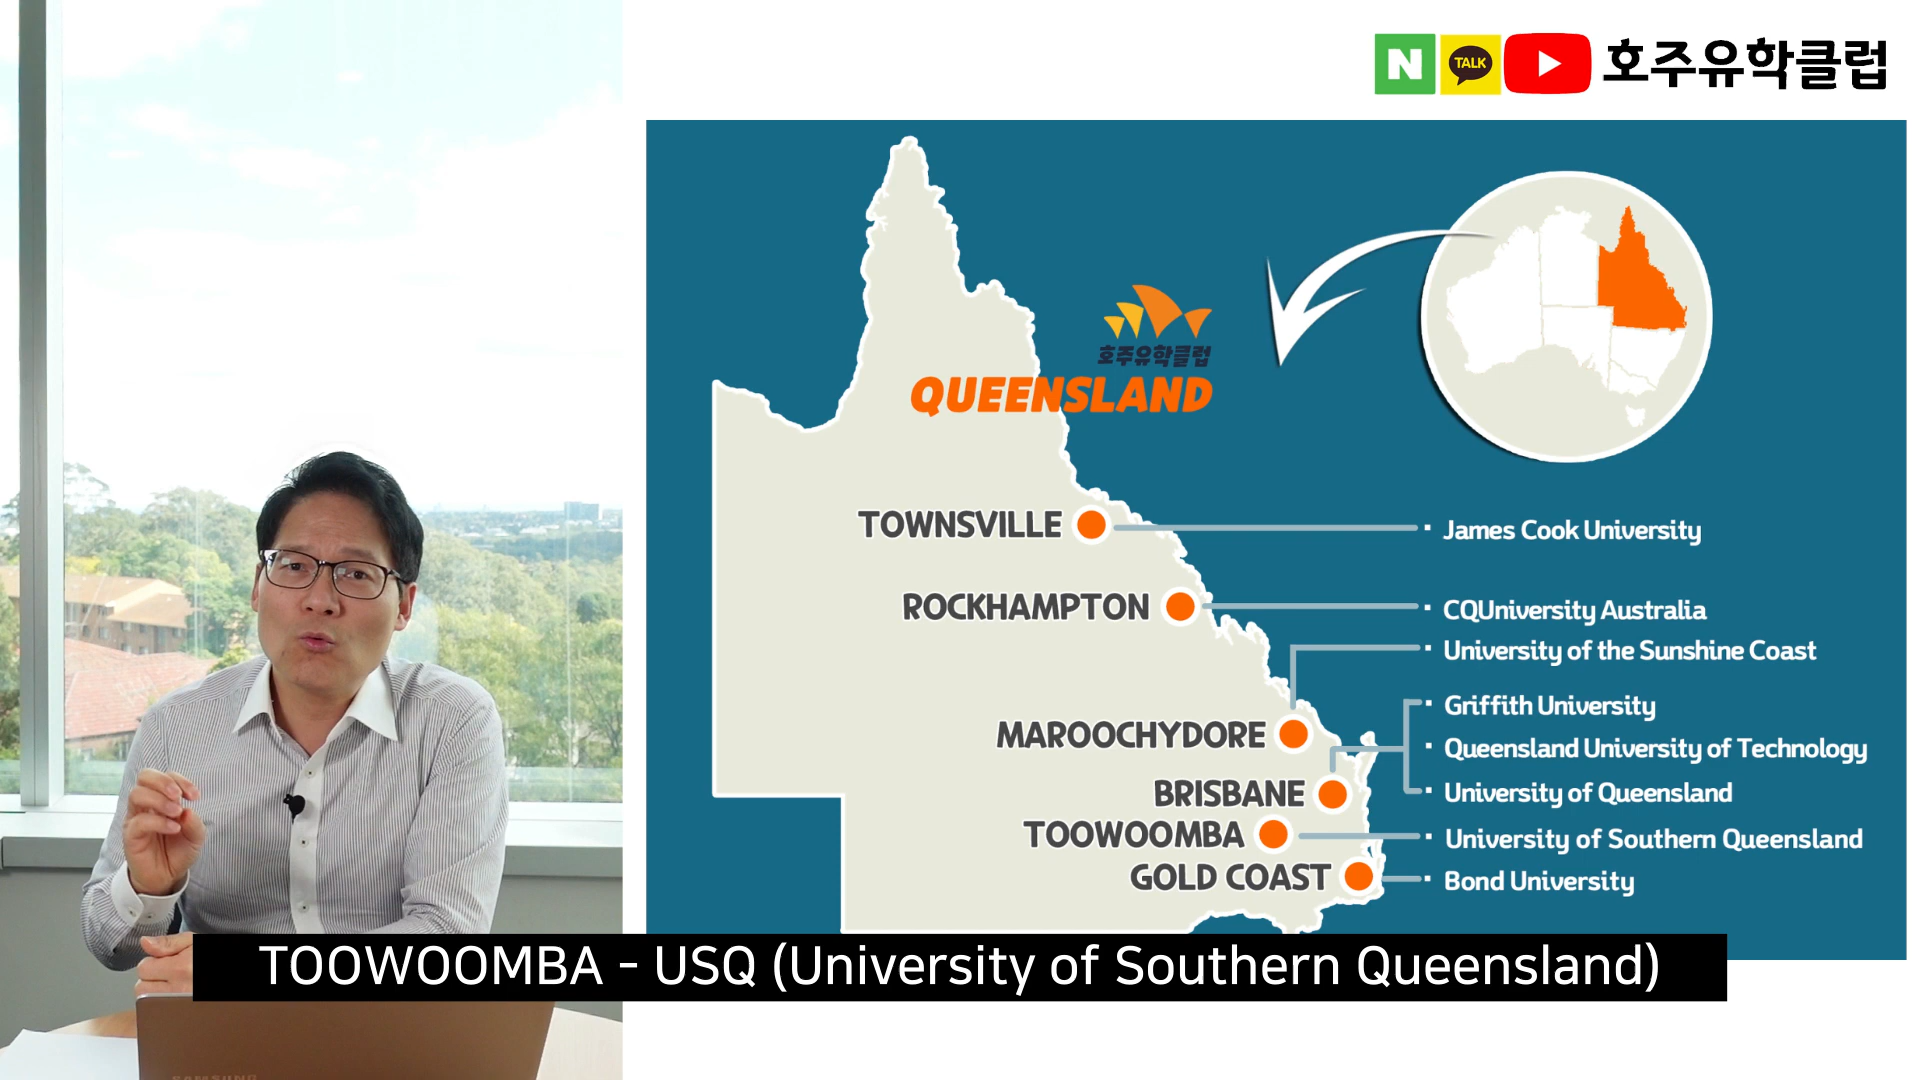 N TALK 호주유학클럽
호주유학클럽
QUEENSLAND
TOWNSVILLE
· James Cook University
ROCKHAMPTON
· CQUniversity Australia
· University of the Sunshine Coast
MAROOCHYDORE
· Griffith University
· Queensland University of Technology
· University of Queensland
BRISBANE
TOOWOOMBA
· University of Southern Queensland
GOLD COAST
· Bond University
TOOWOOMBA - USQ (University of Southern Queensland)
SAMSUNG